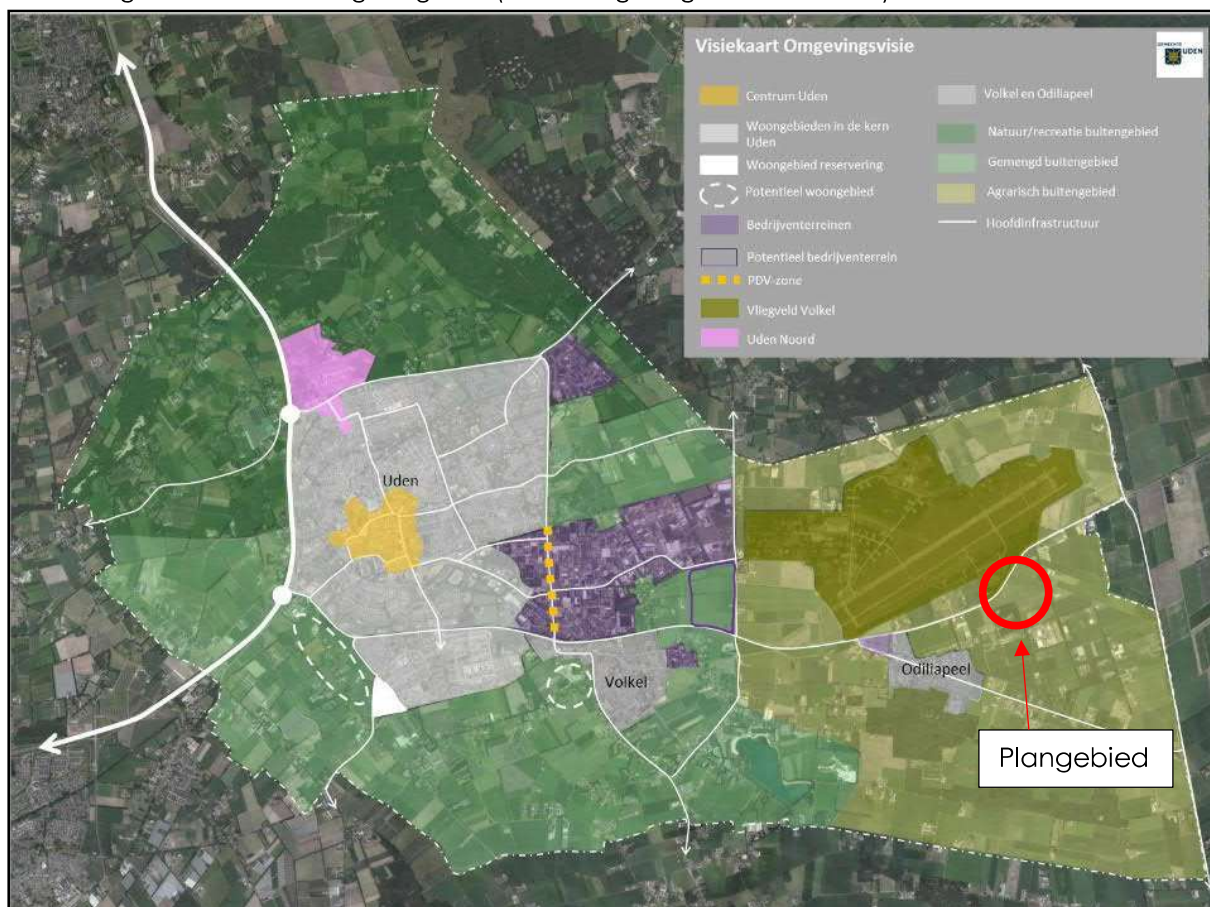 Visiekaart Omgevingsvisie
GEMEENTE
UDEN
Centrum Uden
Woongebieden in de kern
Uden
Woongebied reservering
Potentieel woongebied
Bedrijventerreinen
Potentieel bedrijventerrein
PDV-zone
Vliegveld Volkel
Uden Noord
Volkel en Odiliapeel
Natuur/recreatie buitengebied
Gemengd buitengebied
Agrarisch buitengebied
Hoofdinfrastructuur
Uden
Volkel
Odiliapeel
Plangebied